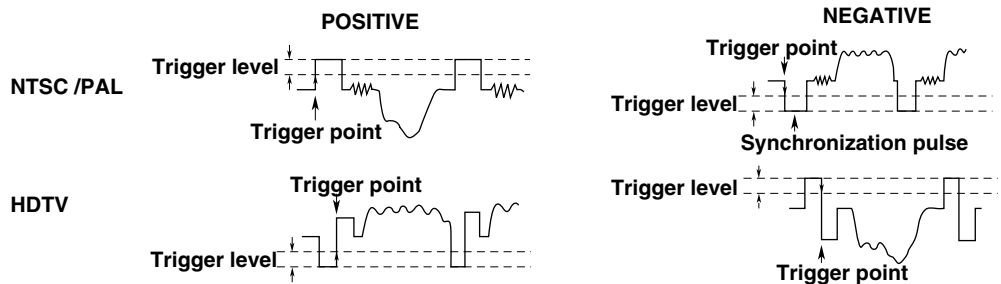 POSITIVE
NEGATIVE
NTSC /PAL
Trigger level
Trigger point
Trigger point
Trigger level
Synchronization pulse
HDTV
Trigger point
Trigger level
Trigger level
Trigger point